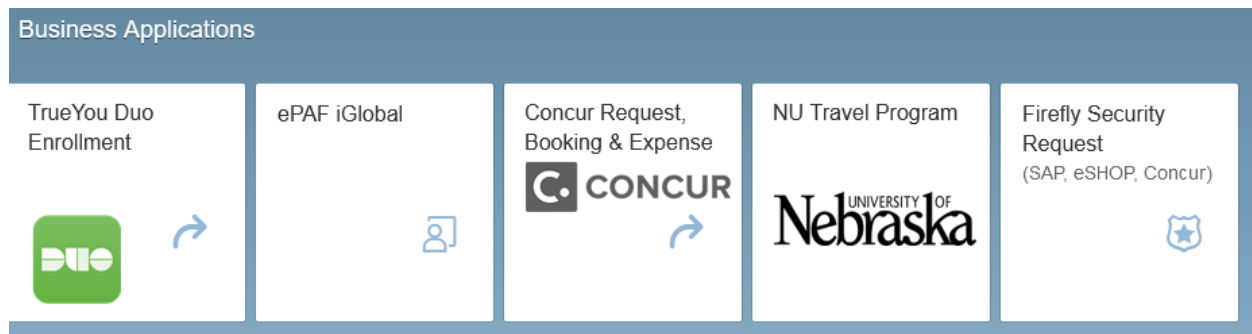 Business Applications
TrueYou Duo
Enrollment
DUO
ePAF iGlobal
Concur Request,
Booking & Expense
C. CONCUR
NU Travel Program
UNIVERSITY OF
Nebraska
Firefly Security
Request
(SAP, eSHOP, Concur)